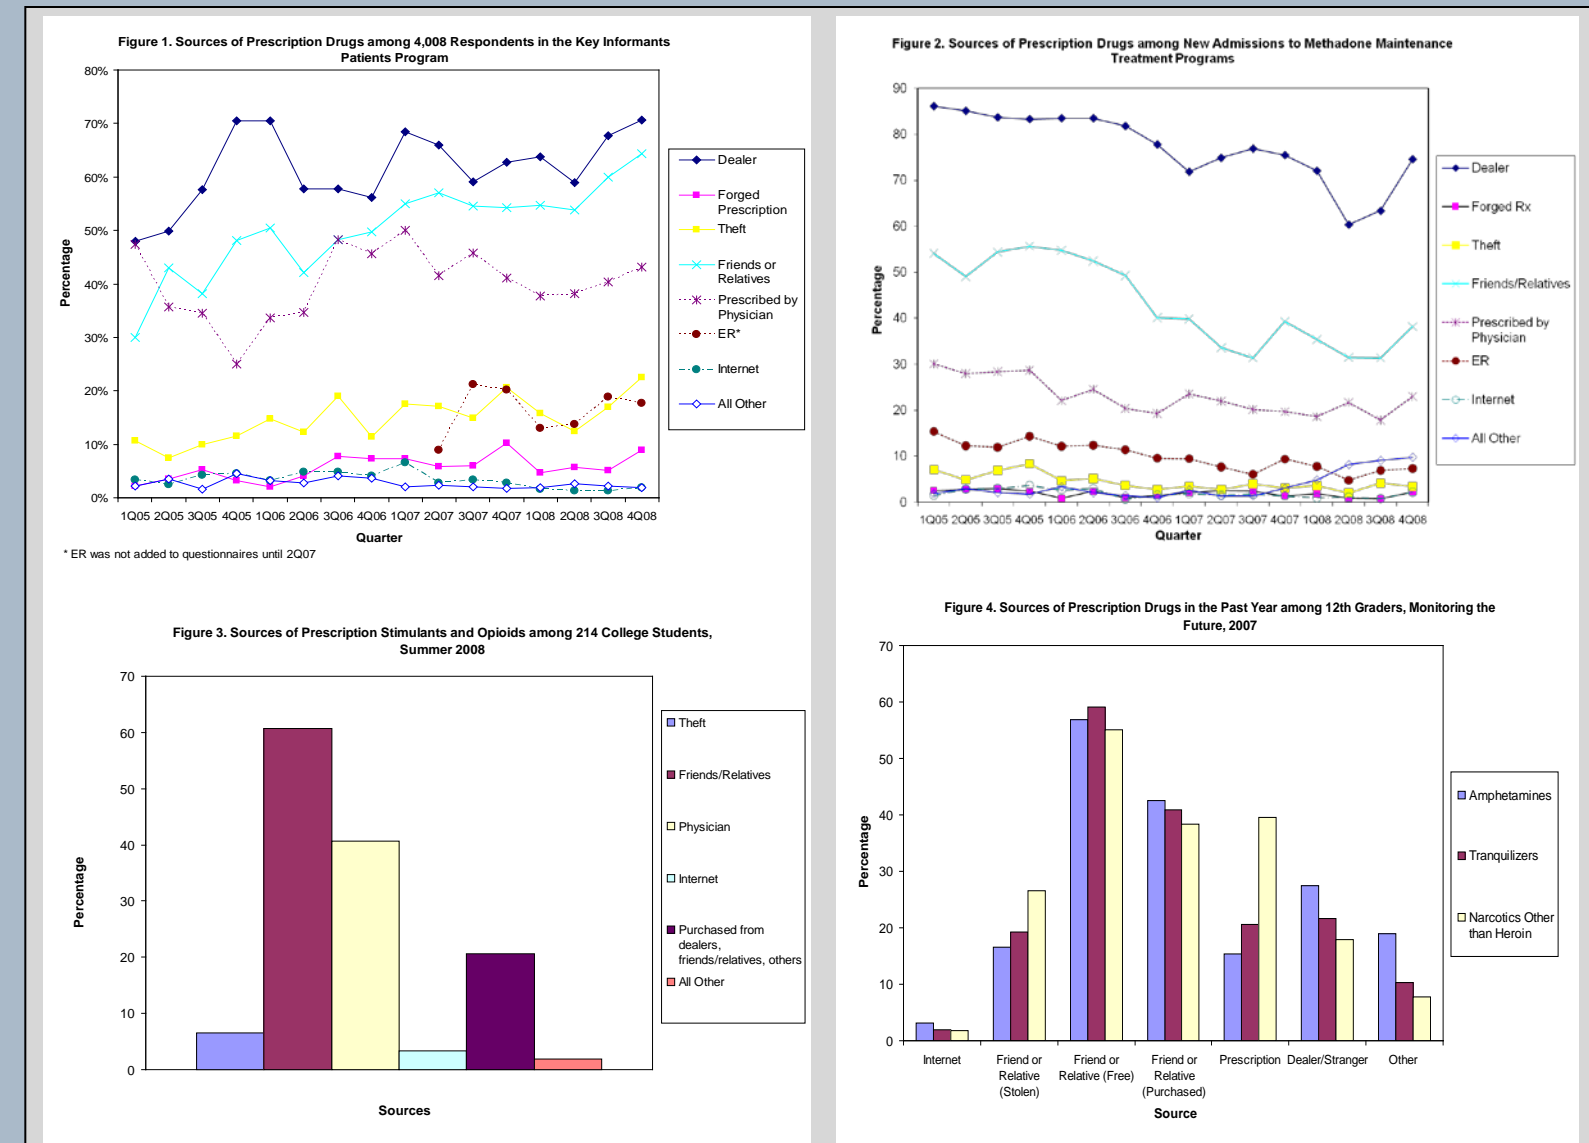 Figure 1. Sources of Prescription Drugs among 4,008 Respondents in the Key Informants
Patients Program
80%
70%
60%
50%
40%
30%
20%
10%
0%
Percentage
1Q05 2Q05 3Q05 4Q05 1Q06 2Q06 3Q06 4Q06 1Q07 2Q07 3Q07 4Q07 1Q08 2Q08 3Q08 4Q08
Quarter
* ER was not added to questionnaires until 2Q07
Dealer
Forged
Prescription
Theft
Friends or
Relatives
Prescribed by
Physician
ER*
Internet
All Other
Figure 2. Sources of Prescription Drugs among New Admissions to Methadone Maintenance
Treatment Programs
90
80
70
60
50
40
30
20
10
0
Percentage
1Q05 2Q05 3Q05 4Q05 1Q06 2Q06 3Q06 4Q06 1Q07 2Q07 3Q07 4Q07 1Q08 2Q08 3Q08 4Q08
Quarter
Dealer
Forged Rx
Theft
Friends/Relatives
Prescribed by
Physician
ER
Internet
All Other
Figure 3. Sources of Prescription Stimulants and Opioids among 214 College Students,
Summer 2008
70
60
50
40
30
20
10
0
Percentage
Sources
Theft
Friends/Relatives
Physician
Internet
Purchased from
dealers,
friends/relatives, others
All Other
Figure 4. Sources of Prescription Drugs in the Past Year among 12th Graders, Monitoring the
Future, 2007
70
60
50
40
30
20
10
0
Percentage
Internet Friend or Friend or Friend or Prescription Dealer/Stranger Other
Relative Relative (Free) Relative
(Stolen) (Purchased)
Source
Amphetamines
Tranquilizers
Narcotics Other
than Heroin